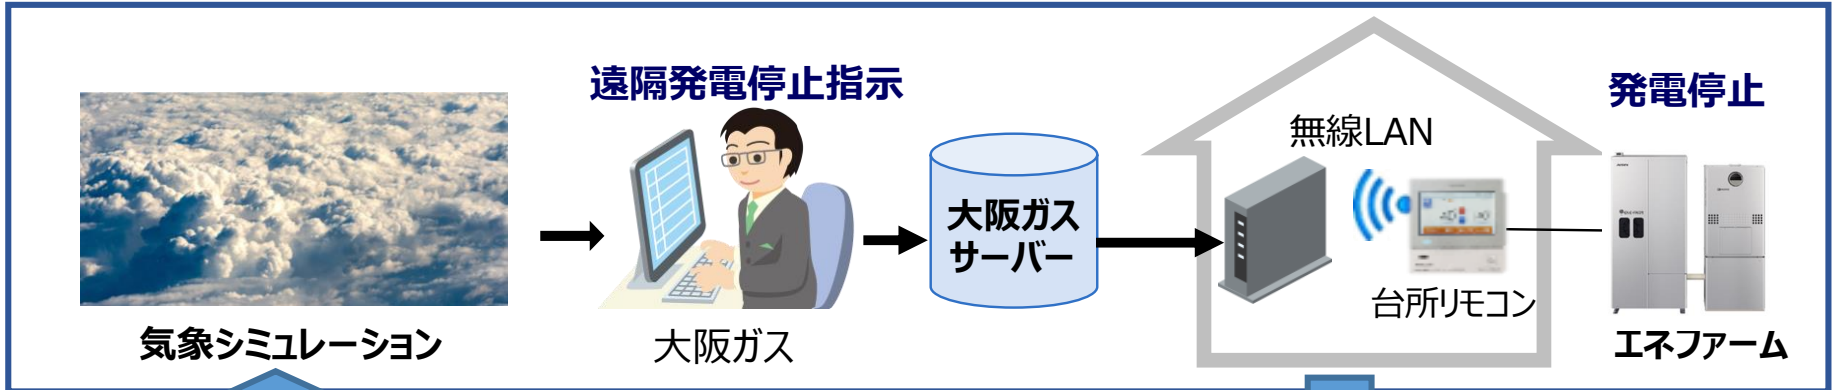 遠隔発電停止指示
発電停止
無線LAN
大阪ガス
サーバー
台所リモコン
気象シミュレーション
大阪ガス
エネファーム